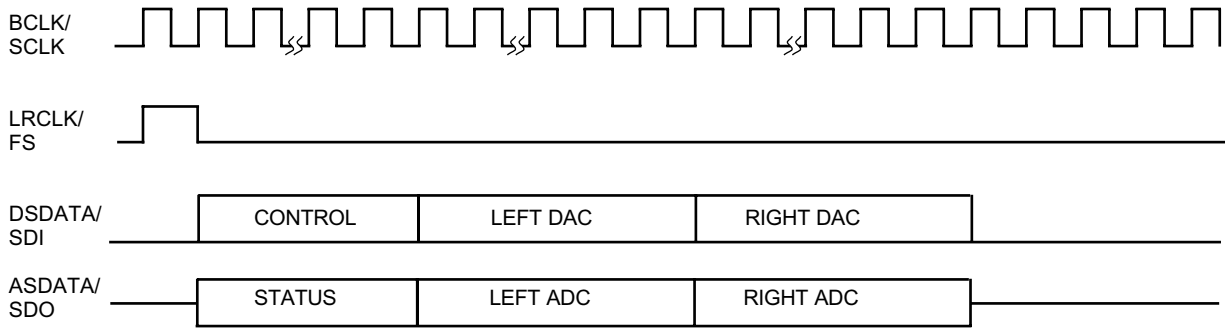 BCLK/
SCLK
LRCLK/
FS
DSDATA/
SDI
CONTROL
LEFT DAC
RIGHT DAC
ASDATA/
SDO
STATUS
LEFT ADC
RIGHT ADC